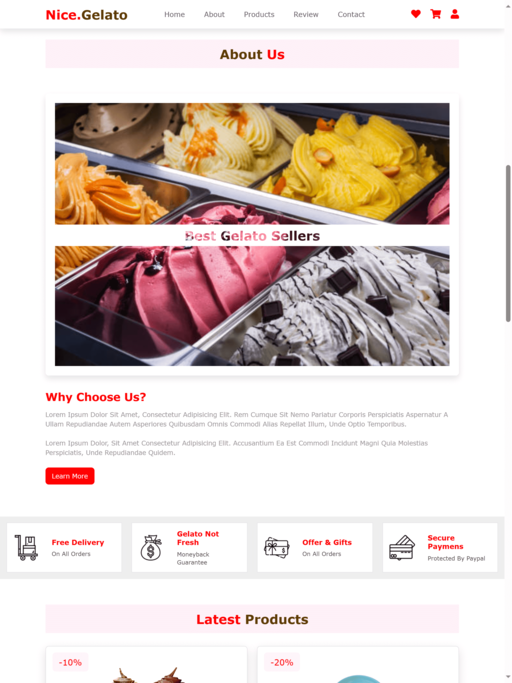 Nice.Gelato
Home About Products Review Contact
About Us
Best Gelato Sellers
Why Choose Us?
Lorem Ipsum Dolor Sit Amet, Consectetur Adipisicing Elit. Rem Cumque Sit Nemo Pariatur Corporis Perspiciatis Aspernatur A
Ullam Repudiandae Autem Asperiores Quibusdam Omnis Commodi Alias Repellat Illum, Unde Optio Temporibus.
Lorem Ipsum Dolor, Sit Amet Consectetur Adipisicing Elit. Accusantium Ea Est Commodi Incidunt Magni Quia Molestias
Perspiciatis, Unde Repudiandae Quidem.
Learn More
Free Delivery
On All Orders
Gelato Not
Fresh
Moneyback
Guarantee
Offer & Gifts
On All Orders
Secure
Paymens
Protected By Paypal
Latest Products
-10%
-20%